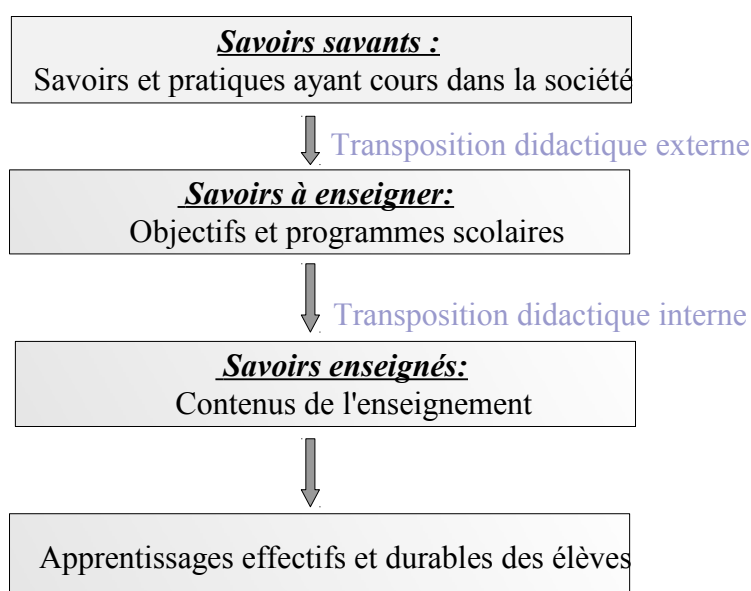 Savoirs savants :
Savoirs et pratiques ayant cours dans la société
Transposition didactique externe
Savoirs à enseigner:
Objectifs et programmes scolaires
Transposition didactique interne
Savoirs enseignés:
Contenus de l'enseignement
Apprentissages effectifs et durables des élèves